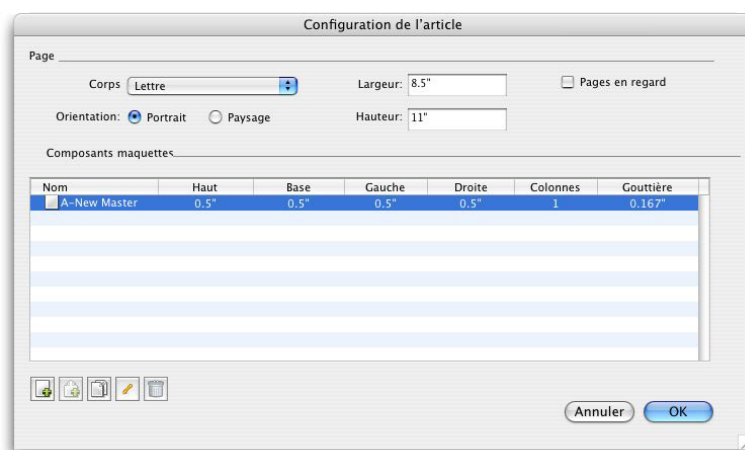 Configuration de l'article
Page
Corps Lettre Largeur: 8.5" Pages en regard
Orientation: Portrait Paysage Hauteur: 11"
Composants maquettes
Nom Haut Base Gauche Droite Colonnes Gouttière
A-New Master 0.5" 0.5" 0.5" 0.5" 1 0.167"
Annuler OK